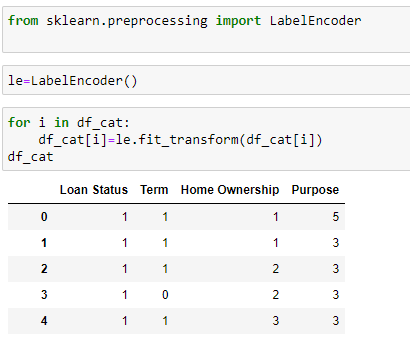 from sklearn.preprocessing import LabelEncoder
le=LabelEncoder()
for i in df_cat:
    df_cat[i]=le.fit_transform(df_cat[i])
df_cat
Loan Status Term Home Ownership Purpose
0 1 1 1 5
1 1 1 1 3
2 1 1 2 3
3 1 0 2 3
4 1 1 3 3